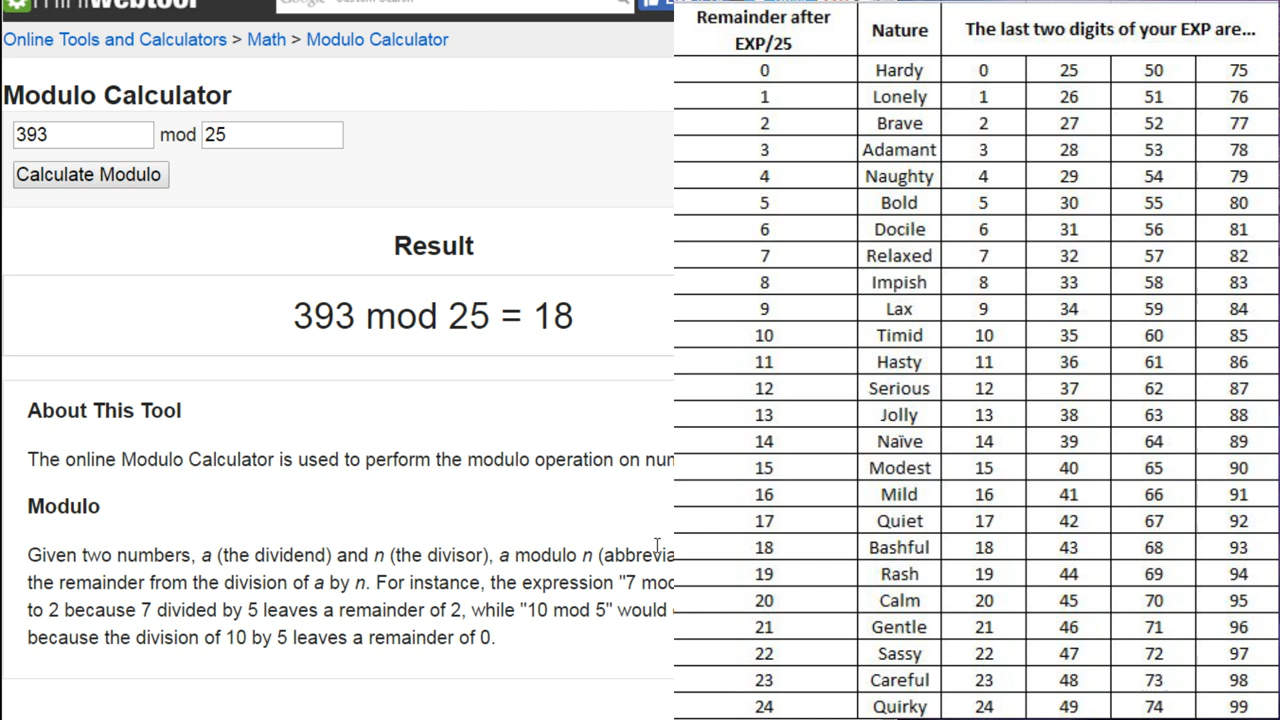 Online Tools and Calculators > Math > Modulo Calculator
Modulo Calculator
393 mod 25
Calculate Modulo
Result
393 mod 25 = 18
About This Tool
The online Modulo Calculator is used to perform the modulo operation on
Modulo
Given two numbers, a (the dividend) and n (the divisor), a modulo n
the remainder from the division of a by n. For instance, the expression "7
to 2 because 7 divided by 5 leaves a remainder of 2, while "10 mod 5" would
because the division of 10 by 5 leaves a remainder of 0.
Remainder after EXP/25 Nature The last two digits of your EXP are...
0 Hardy 0 25 50 75
1 Lonely 1 26 51 76
2 Brave 2 27 52 77
3 Adamant 3 28 53 78
4 Naughty 4 29 54 79
5 Bold 5 30 55 80
6 Docile 6 31 56 81
7 Relaxed 7 32 57 82
8 Impish 8 33 58 83
9 Lax 9 34 59 84
10 Timid 10 35 60 85
11 Hasty 11 36 61 86
12 Serious 12 37 62 87
13 Jolly 13 38 63 88
14 Naïve 14 39 64 89
15 Modest 15 40 65 90
16 Mild 16 41 66 91
17 Quiet 17 42 67 92
18 Bashful 18 43 68 93
19 Rash 19 44 69 94
20 Calm 20 45 70 95
21 Gentle 21 46 71 96
22 Sassy 22 47 72 97
23 Careful 23 48 73 98
24 Quirky 24 49 74 99